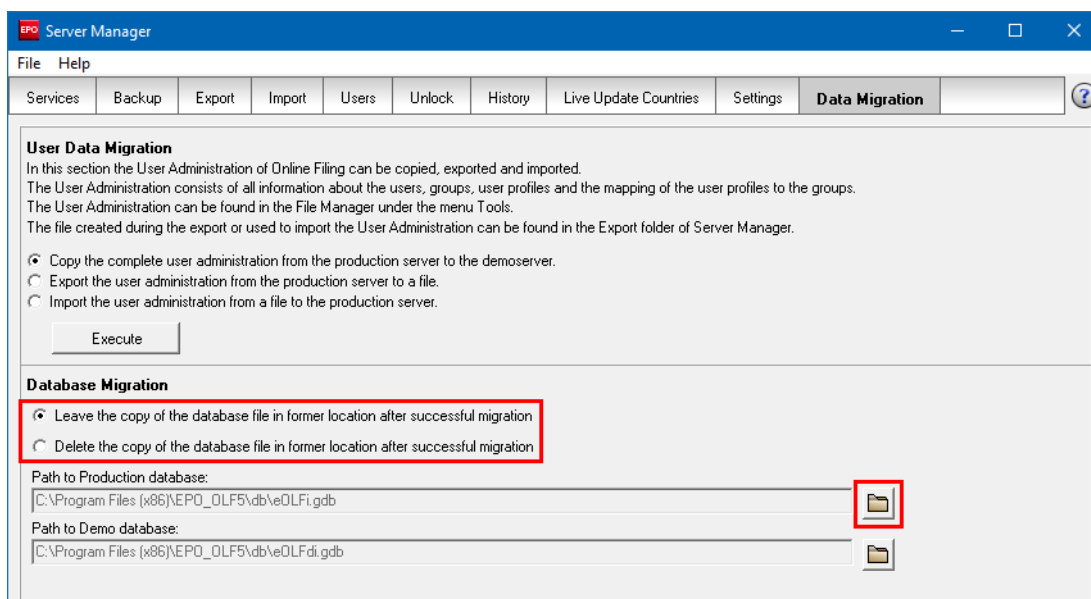 EPO Server Manager
File Help
Services Backup Export Import Users Unlock History Live Update Countries Settings Data Migration ?
User Data Migration
In this section the User Administration of Online Filing can be copied, exported and imported.
The User Administration consists of all information about the users, groups, user profiles and the mapping of the user profiles to the groups.
The User Administration can be found in the File Manager under the menu Tools.
The file created during the export or used to import the User Administration can be found in the Export folder of Server Manager.
Copy the complete user administration from the production server to the demoserver.
Export the user administration from the production server to a file.
Import the user administration from a file to the production server.
Execute
Database Migration
Leave the copy of the database file in former location after successful migration
Delete the copy of the database file in former location after successful migration
Path to Production database:
C:\Program Files (x86)\EPO_OLF5\db\eOLFi.gdb
Path to Demo database:
C:\Program Files (x86)\EPO_OLF5\db\eOLFdi.gdb